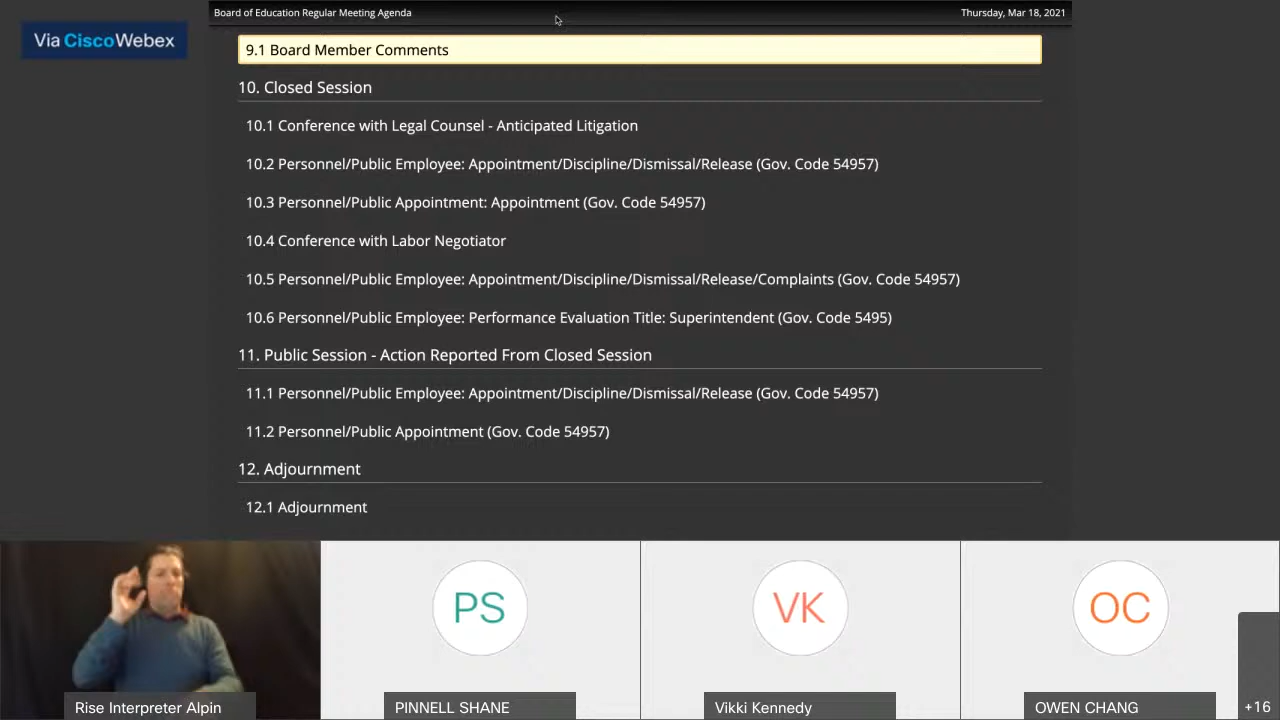 Board of Education Regular Meeting Agenda
Thursday, Mar 18, 2021
Via Cisco Webex
9.1 Board Member Comments
10. Closed Session
10.1 Conference with Legal Counsel - Anticipated Litigation
10.2 Personnel/Public Employee: Appointment/Discipline/Dismissal/Release (Gov. Code 54957)
10.3 Personnel/Public Appointment: Appointment (Gov. Code 54957)
10.4 Conference with Labor Negotiator
10.5 Personnel/Public Employee: Appointment/Discipline/Dismissal/Release/Complaints (Gov. Code 54957)
10.6 Personnel/Public Employee: Performance Evaluation Title: Superintendent (Gov. Code 5495)
11. Public Session - Action Reported From Closed Session
11.1 Personnel/Public Employee: Appointment/Discipline/Dismissal/Release (Gov. Code 54957)
11.2 Personnel/Public Appointment (Gov. Code 54957)
12. Adjournment
12.1 Adjournment
PS
VK
OC
Rise Interpreter Alpin
PINNELL SHANE
Vikki Kennedy
OWEN CHANG
+16